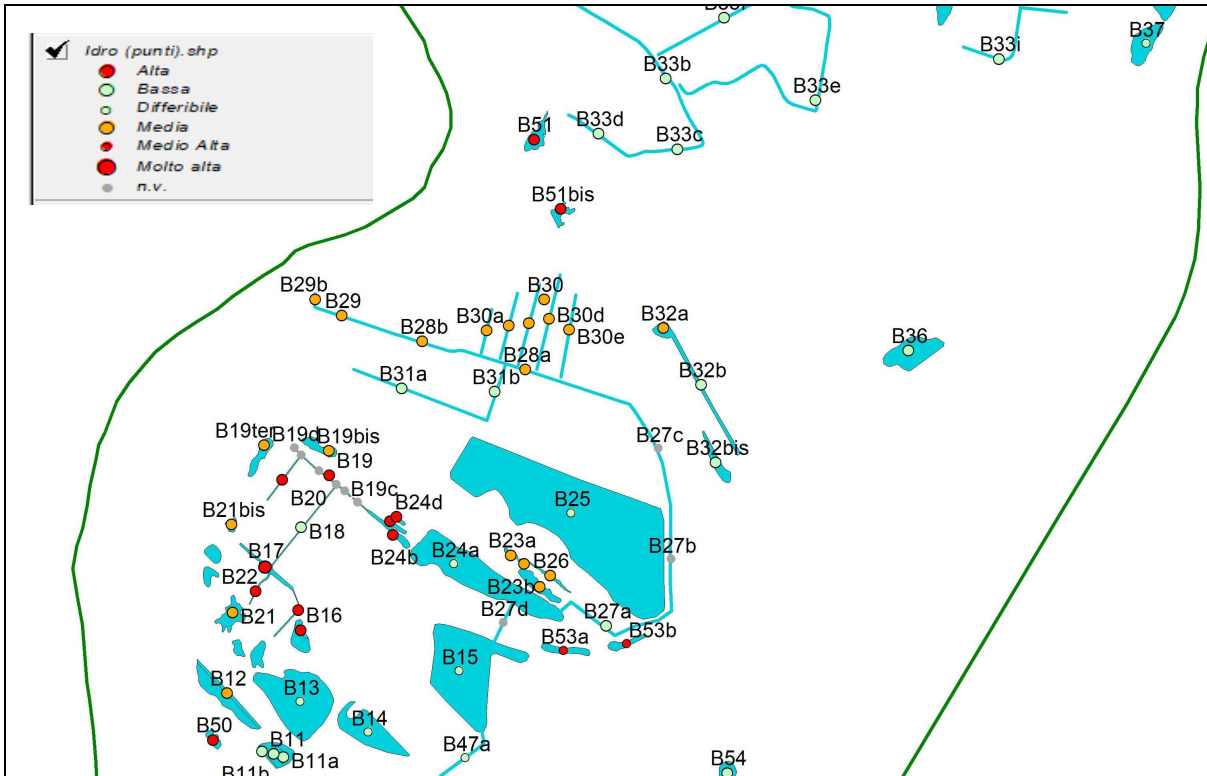 Idro (punti).shp
Alta
Bassa
Differibile
Media
Medio Alta
Molto alta
n.v.
B37
B33i
B33b
B33e
B51
B33d
B33c
B51bis
B29b
B29
B30
B30a
B30d
B30e
B32a
B28b
B36
B28a
B31a
B31b
B32b
B19ter
B19d
B19bis
B27c
B32bis
B19
B20
B19c
B25
B21bis
B18
B24d
B17
B24b
B24a
B23a
B26
B27b
B22
B23b
B21
B16
B27d
B27a
B53a
B53b
B15
B12
B13
B14
B50
B11
B11a
B11b
B47a
B54